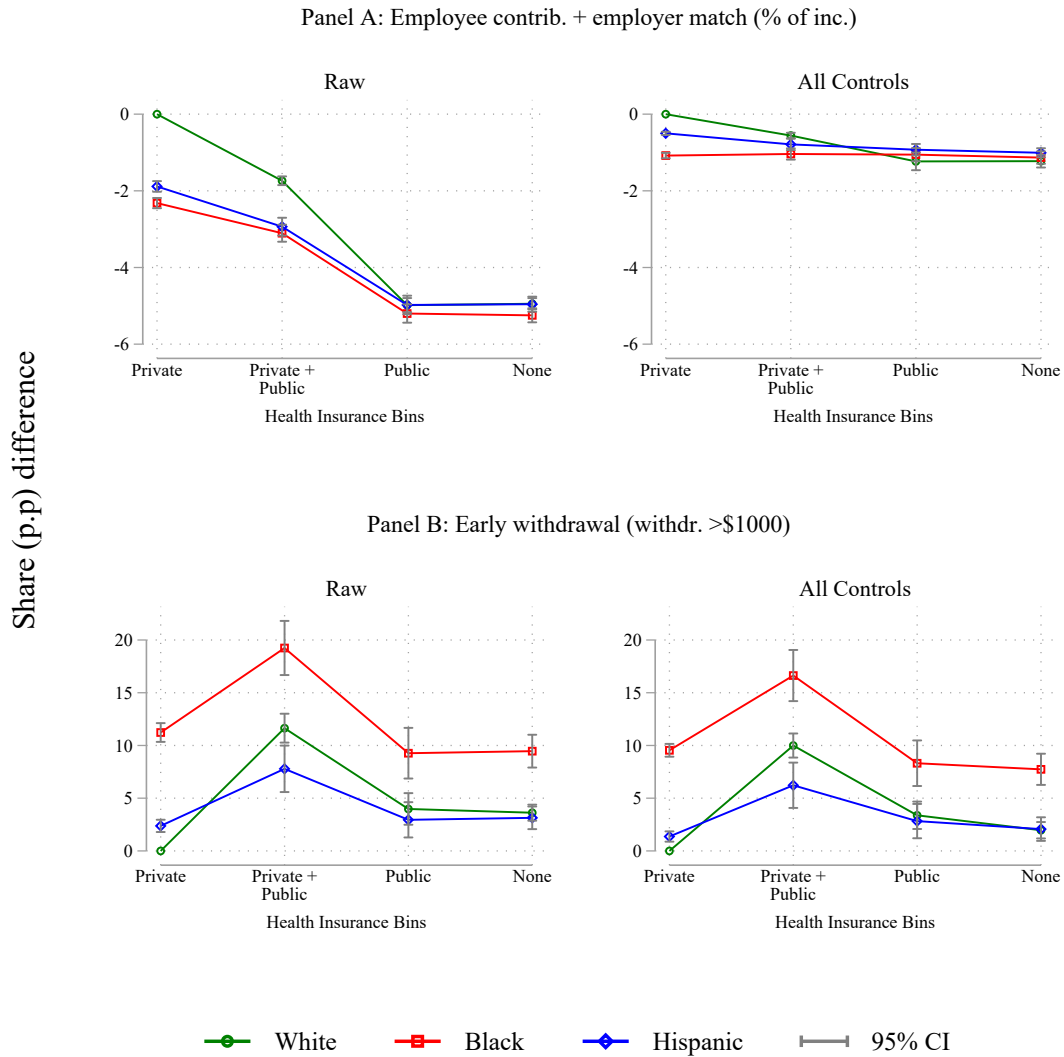 Panel A: Employee contrib. + employer match (% of inc.)
Raw
0
-2
-4
-6
Private
Private +
Public
Public
None
Health Insurance Bins
All Controls
0
-2
-4
-6
Private
Private +
Public
Public
None
Health Insurance Bins
Share (p.p) difference
Panel B: Early withdrawal (withdr. >$1000)
Raw
20
15
10
5
0
Private
Private +
Public
Public
None
Health Insurance Bins
All Controls
20
15
10
5
0
Private
Private +
Public
Public
None
Health Insurance Bins
White Black Hispanic 95% CI